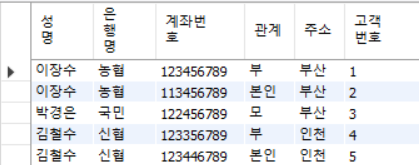 성명 은행명 계좌번호 관계 주소 고객번호
이장수 농협 123456789 부 부산 1
이장수 농협 113456789 본인 부산 2
박경은 국민 122456789 모 부산 3
김철수 신협 123356789 부 인천 4
김철수 신협 123446789 본인 인천 5